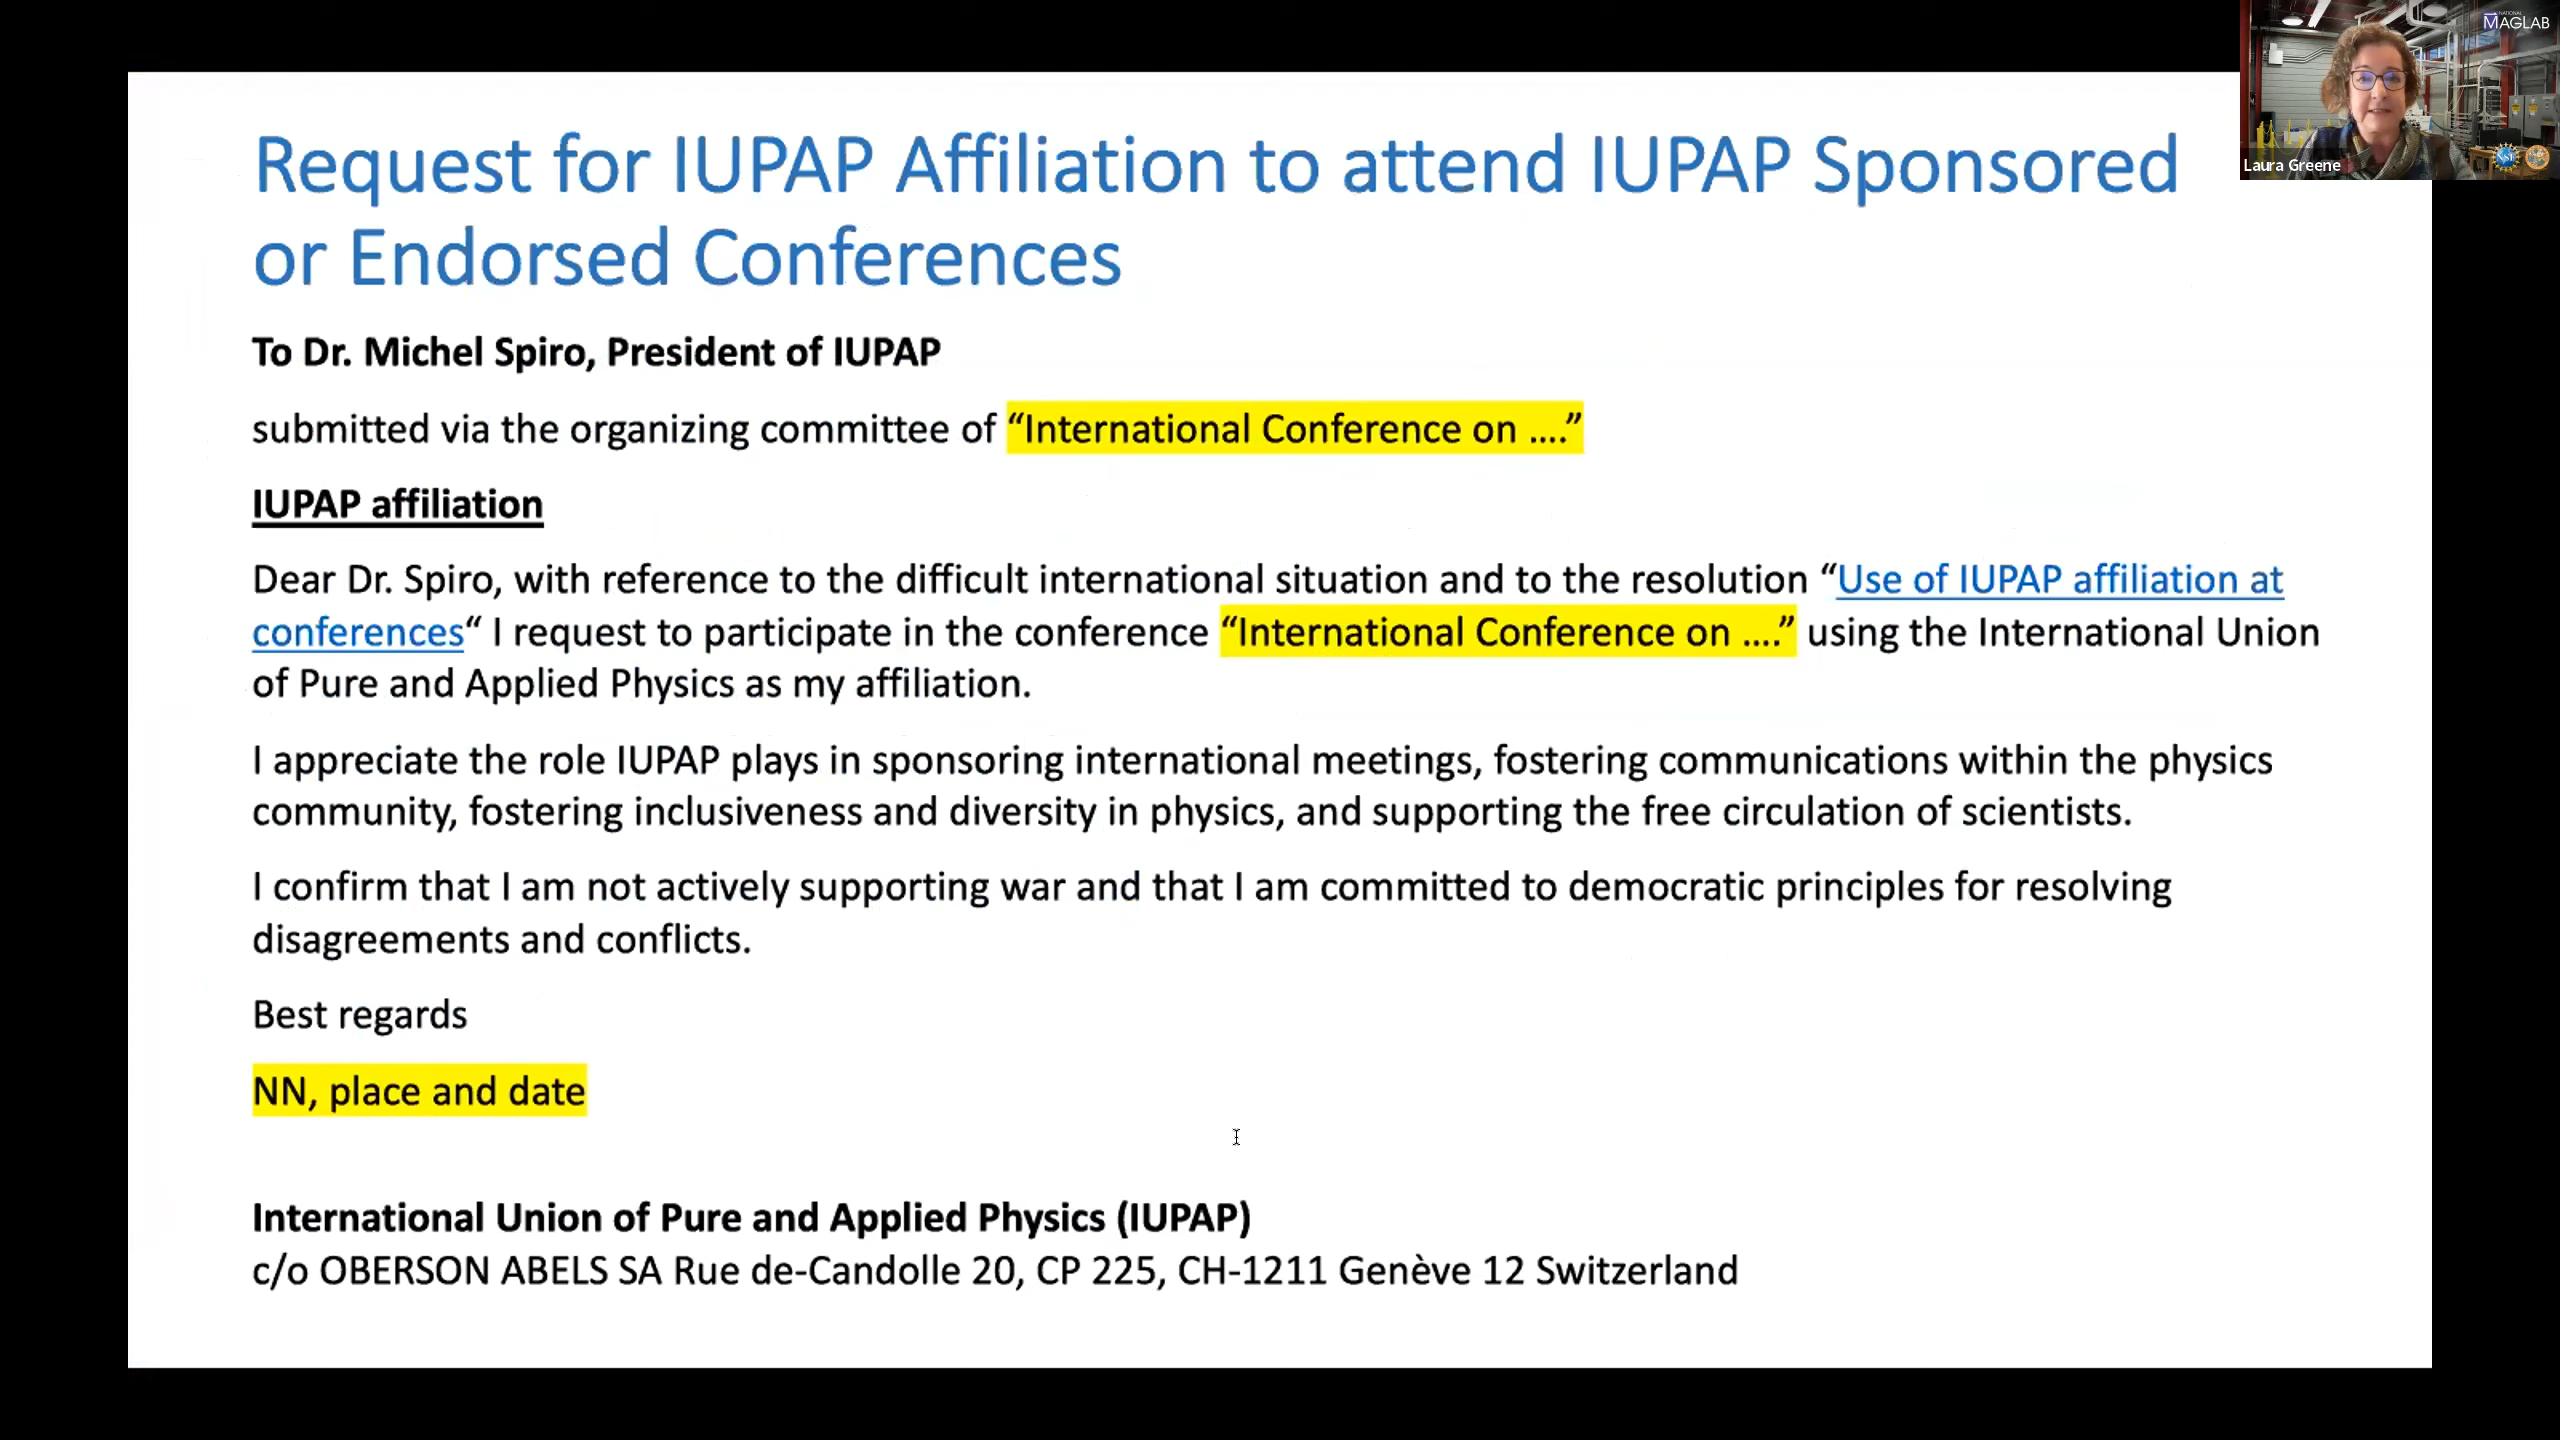 NATIONAL
MAGLAB
Laura Greene
Request for IUPAP Affiliation to attend IUPAP Sponsored
or Endorsed Conferences
To Dr. Michel Spiro, President of IUPAP
submitted via the organizing committee of “International Conference on ....”
IUPAP affiliation
Dear Dr. Spiro, with reference to the difficult international situation and to the resolution “Use of IUPAP affiliation at
conferences“ I request to participate in the conference “International Conference on ....” using the International Union
of Pure and Applied Physics as my affiliation.
I appreciate the role IUPAP plays in sponsoring international meetings, fostering communications within the physics
community, fostering inclusiveness and diversity in physics, and supporting the free circulation of scientists.
I confirm that I am not actively supporting war and that I am committed to democratic principles for resolving
disagreements and conflicts.
Best regards
NN, place and date
International Union of Pure and Applied Physics (IUPAP)
c/o OBERSON ABELS SA Rue de-Candolle 20, CP 225, CH-1211 Genève 12 Switzerland